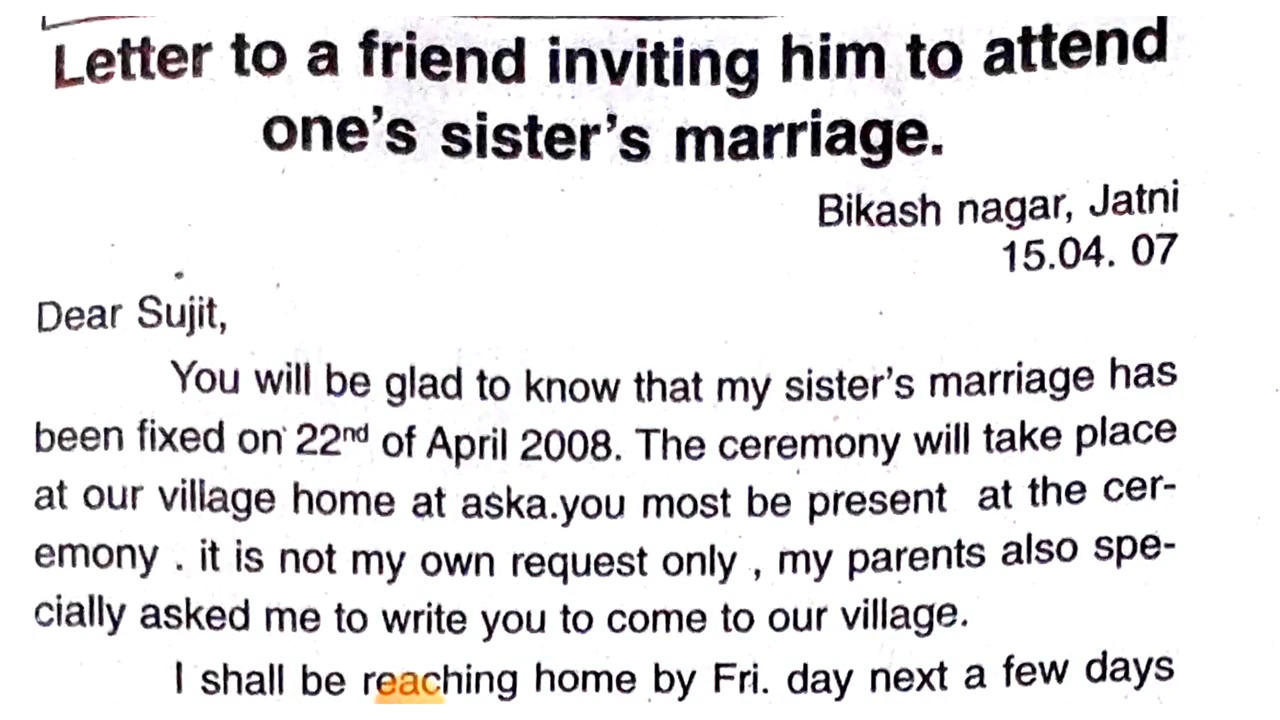 Letter to a friend inviting him to attend
one's sister's marriage.
Bikash nagar, Jatni
15.04. 07
Dear Sujit,
You will be glad to know that my sister's marriage has
been fixed on 22nd of April 2008. The ceremony will take place
at our village home at aska.you most be present at the cer-
emony . it is not my own request only , my parents also spe-
cially asked me to write you to come to our village.
I shall be reaching home by Fri. day next a few days